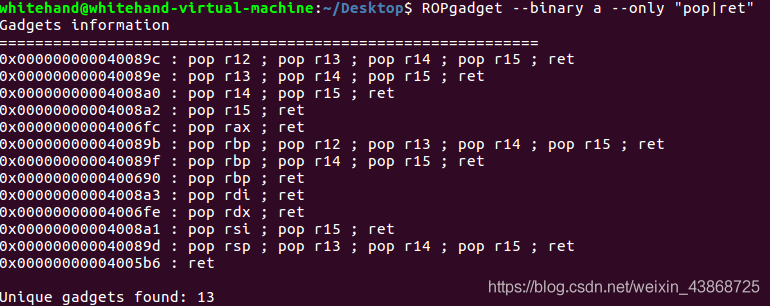 whitehand@whitehand-virtual-machine:~/Desktop$ ROPgadget --binary a --only "pop|ret"
Gadgets information
============================================================
0x000000000040089c : pop r12 ; pop r13 ; pop r14 ; pop r15 ; ret
0x000000000040089e : pop r13 ; pop r14 ; pop r15 ; ret
0x00000000004008a0 : pop r14 ; pop r15 ; ret
0x00000000004008a2 : pop r15 ; ret
0x00000000004006fc : pop rax ; ret
0x000000000040089b : pop rbp ; pop r12 ; pop r13 ; pop r14 ; pop r15 ; ret
0x000000000040089f : pop rbp ; pop r14 ; pop r15 ; ret
0x0000000000400690 : pop rbp ; ret
0x00000000004008a3 : pop rdi ; ret
0x00000000004006fe : pop rdx ; ret
0x00000000004008a1 : pop rsi ; pop r15 ; ret
0x000000000040089d : pop rsp ; pop r13 ; pop r14 ; pop r15 ; ret
0x00000000004005b6 : ret
Unique gadgets found: 13
https://blog.csdn.net/weixin_43868725